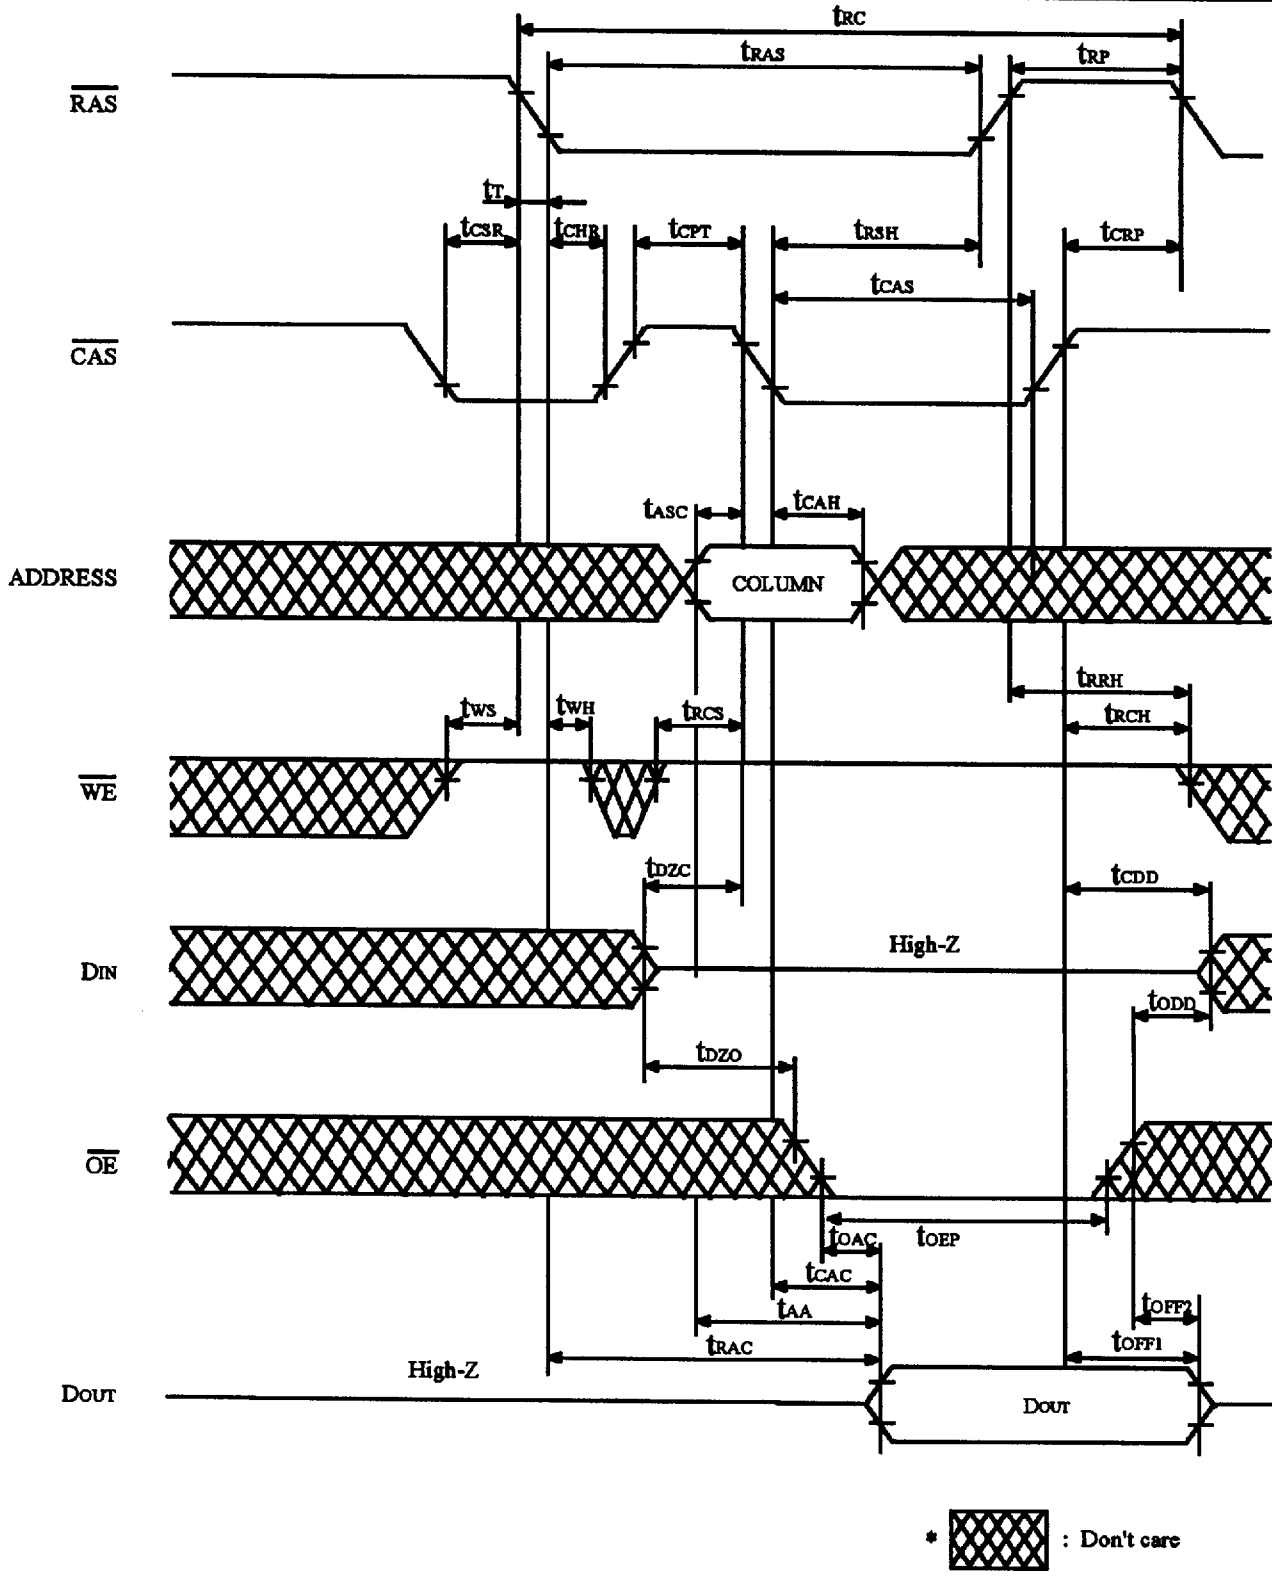 tRC
tRAS
tRP
RAS
tT
tCSR
tCHR
tCPT
tRSH
tCRP
tCAS
CAS
tASC
tCAH
ADDRESS
COLUMN
tRRH
tWS
tWH
tRCS
tRCH
WE
tDZC
tCDD
High-Z
DIN
tODD
tDZO
OE
tOAC
tOEP
tCAC
tAA
tOFF2
tRAC
tOFF1
High-Z
DOUT
DOUT
* : Don't care